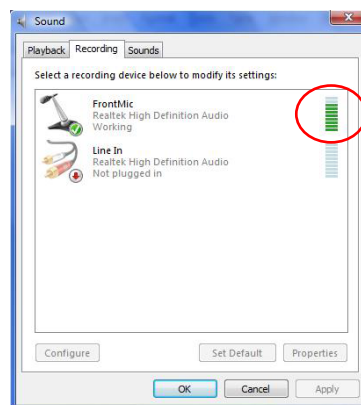 Sound
Playback Recording Sounds
Select a recording device below to modify its settings:
FrontMic
Realtek High Definition Audio
Working
Line In
Realtek High Definition Audio
Not plugged in
Configure Set Default Properties
OK Cancel Apply